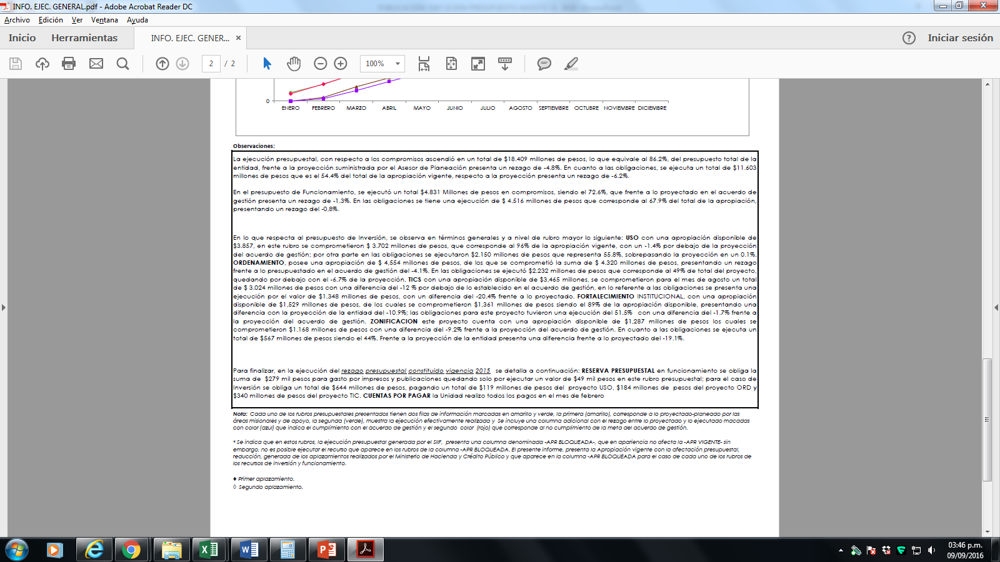 INFO. EJEC. GENERAL.pdf - Adobe Acrobat Reader DC
Archivo Edición Ver Ventana Ayuda
Inicio Herramientas INFO. EJEC. GENER... × ? Iniciar sesión
2 / 2 100%
0
ENERO FEBRERO MARZO ABRIL MAYO JUNIO JULIO AGOSTO SEPTIEMBRE OCTUBRE NOVIEMBRE DICIEMBRE
Observaciones:
La ejecución presupuestal, con respecto a los compromisos ascendió en un total de $18.409 millones de pesos, lo que equivale al 86.2%, del presupuesto total de la
entidad, frente a la proyección suministrada por el Asesor de Planeación presenta un rezago de -4.8%. En cuanto a las obligaciones, se ejecuta un total de $11.603
millones de pesos que es el 54.4% del total de la apropiación vigente, respecto a la proyección presenta un rezago de -6.2%.
En el presupuesto de Funcionamiento, se ejecutó un total $4.831 Millones de pesos en compromisos, siendo el 72.6%, que frente a lo proyectado en el acuerdo de
gestión presenta un rezago de -1.3%. En las obligaciones se tiene una ejecución de $ 4.516 millones de pesos que corresponde al 67.9% del total de la apropiación,
presentando un rezago del -0,8%.
En lo que respecta al presupuesto de Inversión, se observa en términos generales y a nivel de rubro mayor lo siguiente: USO con una apropiación disponible de
$3.857, en este rubro se comprometieron $ 3.702 millones de pesos, que corresponde al 96% de la apropiación vigente, con un -1.4% por debajo de la proyección
del acuerdo de gestión; por otra parte en las obligaciones se ejecutaron $2.150 millones de pesos que representa 55.8%, sobrepasando la proyección en un 0.1%.
ORDENAMIENTO, posee una apropiación de $ 4,554 millones de pesos, de los que se comprometió la suma de $ 4.320 millones de pesos, presentando un rezago
frente a lo presupuestado en el acuerdo de gestión del -4.1%. En las obligaciones se ejecutó $2.232 millones de pesos que corresponde al 49% de total del proyecto,
quedando por debajo con el -6.7% de la proyección. TICS con una apropiación disponible de $3,465 millones, se comprometieron para el mes de agosto un total
de $ 3.024 millones de pesos con una diferencia del -12 % por debajo de lo establecido en el acuerdo de gestión, en lo referente a las obligaciones se presenta una
ejecución por el valor de $1.348 millones de pesos, con un diferencia del -20.4% frente a lo proyectado. FORTALECIMIENTO INSTITUCIONAL, con una apropiación
disponible de $1,529 millones de pesos, de los cuales se comprometieron $1,361 millones de pesos siendo el 89% de la apropiación disponible, presentando una
diferencia con la proyección de la entidad del -10.9%; las obligaciones para este proyecto tuvieron una ejecución del 51.5% con una diferencia del -1.7% frente a
la proyección del acuerdo de gestión. ZONIFICACION este proyecto cuenta con una apropiación disponible de $1,287 millones de pesos los cuales se
comprometieron $1.168 millones de pesos con una diferencia del -9.2% frente a la proyección del acuerdo de gestión. En cuanto a las obligaciones se ejecuta un
total de $567 millones de pesos siendo el 44%. Frente a la proyección de la entidad presenta una diferencia frente a lo proyectado del -19.1%.
Para finalizar, en la ejecución del rezago presupuestal constituido vigencia 2015 se detalla a continuación: RESERVA PRESUPUESTAL en funcionamiento se obliga la
suma de $279 mil pesos para gasto por impresos y publicaciones quedando solo por ejecutar un valor de $49 mil pesos en este rubro presupuestal; para el caso de
Inversión se obliga un total de $644 millones de pesos, pagando un total de $119 millones de pesos del proyecto USO, $184 millones de pesos del proyecto ORD y
$340 millones de pesos del proyecto TIC. CUENTAS POR PAGAR la Unidad realizo todos los pagos en el mes de febrero
Nota: Cada uno de los rubros presupuestales presentados tienen dos filas de información marcadas en amarillo y verde, la primera (amarillo), corresponde a lo proyectado-planeado por las
áreas misionales y de apoyo, la segunda (verde), muestra la ejecución efectivamente realizada y Se incluye una columna adicional con el rezago entre lo proyectado y lo ejecutado macadas
con color (azul) que indica el cumplimiento con el acuerdo de gestión y el segundo color (rojo) que corresponde al no cumplimiento de la meta del acuerdo de gestión.
* Se indica que en estos rubros, la ejecución presupuestal generada por el SIIF, presenta una columna denominada -APR BLOQUEADA-, que en apariencia no afecta la -APR VIGENTE- sin
embargo, no es posible ejecutar el recurso que aparece en los rubros de la columna -APR BLOQUEADA. El presente informe, presenta la Apropiación vigente con la afectación presupuestal,
reducción, generada de los aplazamientos realizados por el Ministerio de Hacienda y Crédito Público y que aparece en la columna -APR BLOQUEADA para el caso de cada uno de los rubros de
los recursos de inversión y funcionamiento.
♦ Primer aplazamiento.
◊ Segundo aplazamiento.
03:46 p.m.
09/09/2016